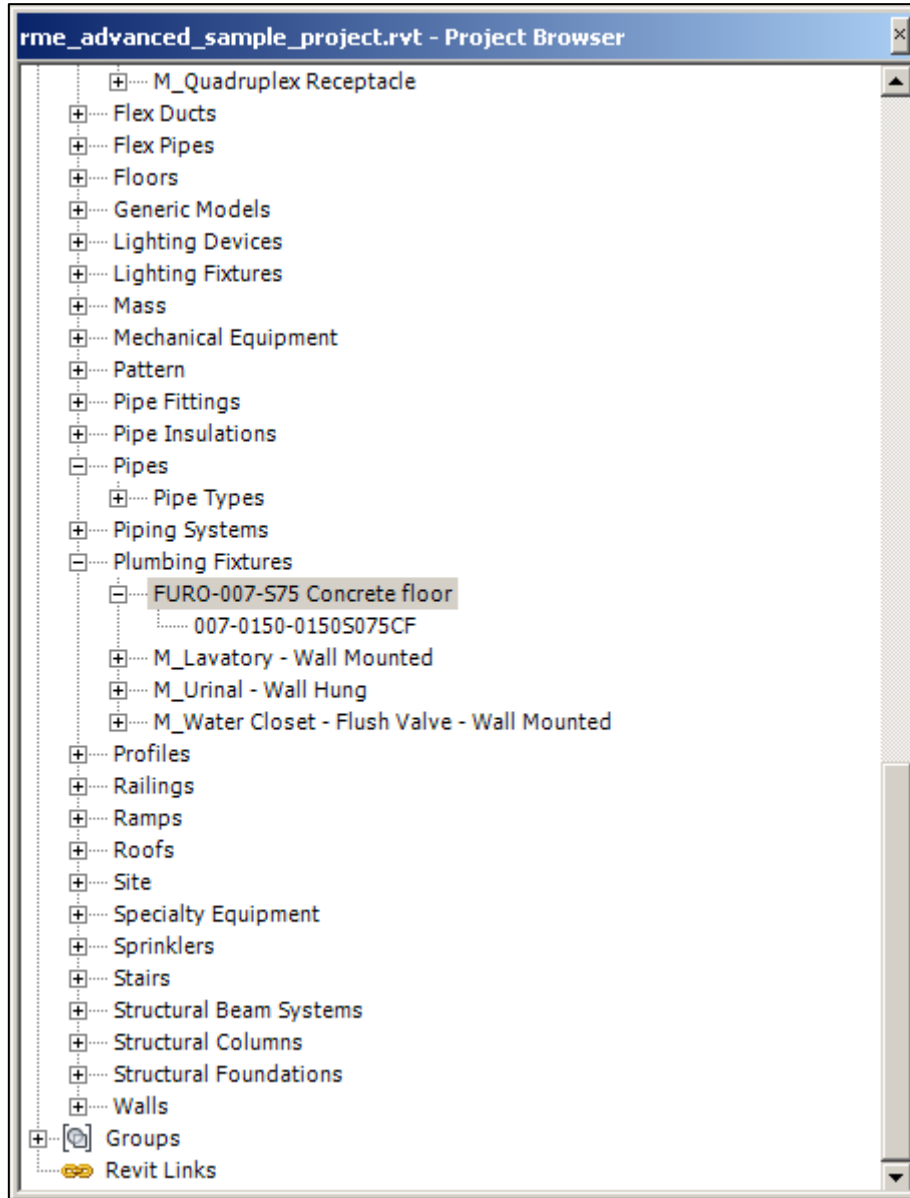 rme_advanced_sample_project.rvt - Project Browser
M_Quadruplex Receptacle
Flex Ducts
Flex Pipes
Floors
Generic Models
Lighting Devices
Lighting Fixtures
Mass
Mechanical Equipment
Pattern
Pipe Fittings
Pipe Insulations
Pipes
Pipe Types
Piping Systems
Plumbing Fixtures
FURO-007-S75 Concrete floor
007-0150-0150S075CF
M_Lavatory - Wall Mounted
M_Urinal - Wall Hung
M_Water Closet - Flush Valve - Wall Mounted
Profiles
Railings
Ramps
Roofs
Site
Specialty Equipment
Sprinklers
Stairs
Structural Beam Systems
Structural Columns
Structural Foundations
Walls
Groups
Revit Links